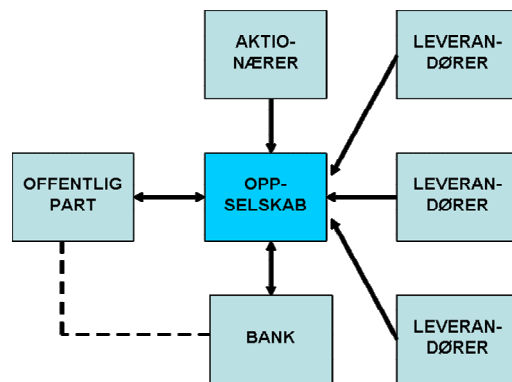 AKTIO-
NÆRER
LEVERAN-
DØRER
OFFENTLIG
PART
OPP-
SELSKAB
LEVERAN-
DØRER
BANK
LEVERAN-
DØRER